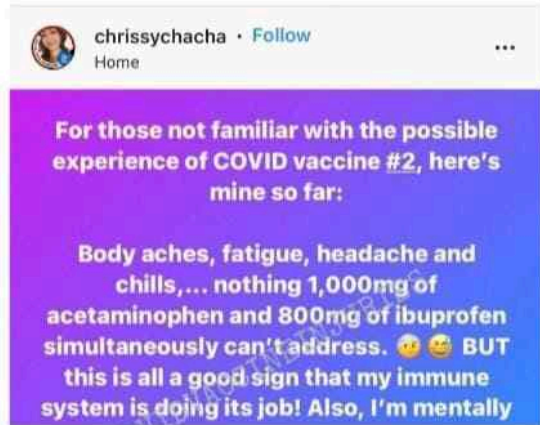 chrissychacha • Follow
Home
For those not familiar with the possible
experience of COVID vaccine #2, here's
mine so far:
Body aches, fatigue, headache and
chills,... nothing 1,000mg of
acetaminophen and 800mg of ibuprofen
simultaneously can't address. 🤕 😅 BUT
this is all a good sign that my immune
system is doing its job! Also, I'm mentally